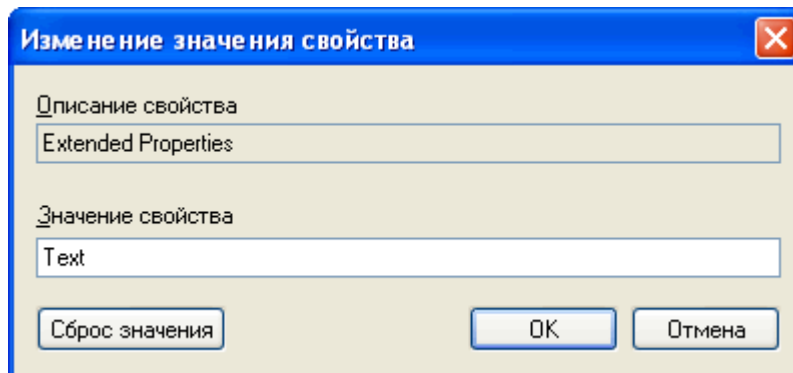 Изменение значения свойства
Описание свойства
Extended Properties
Значение свойства
Text
Сброс значения OK Отмена